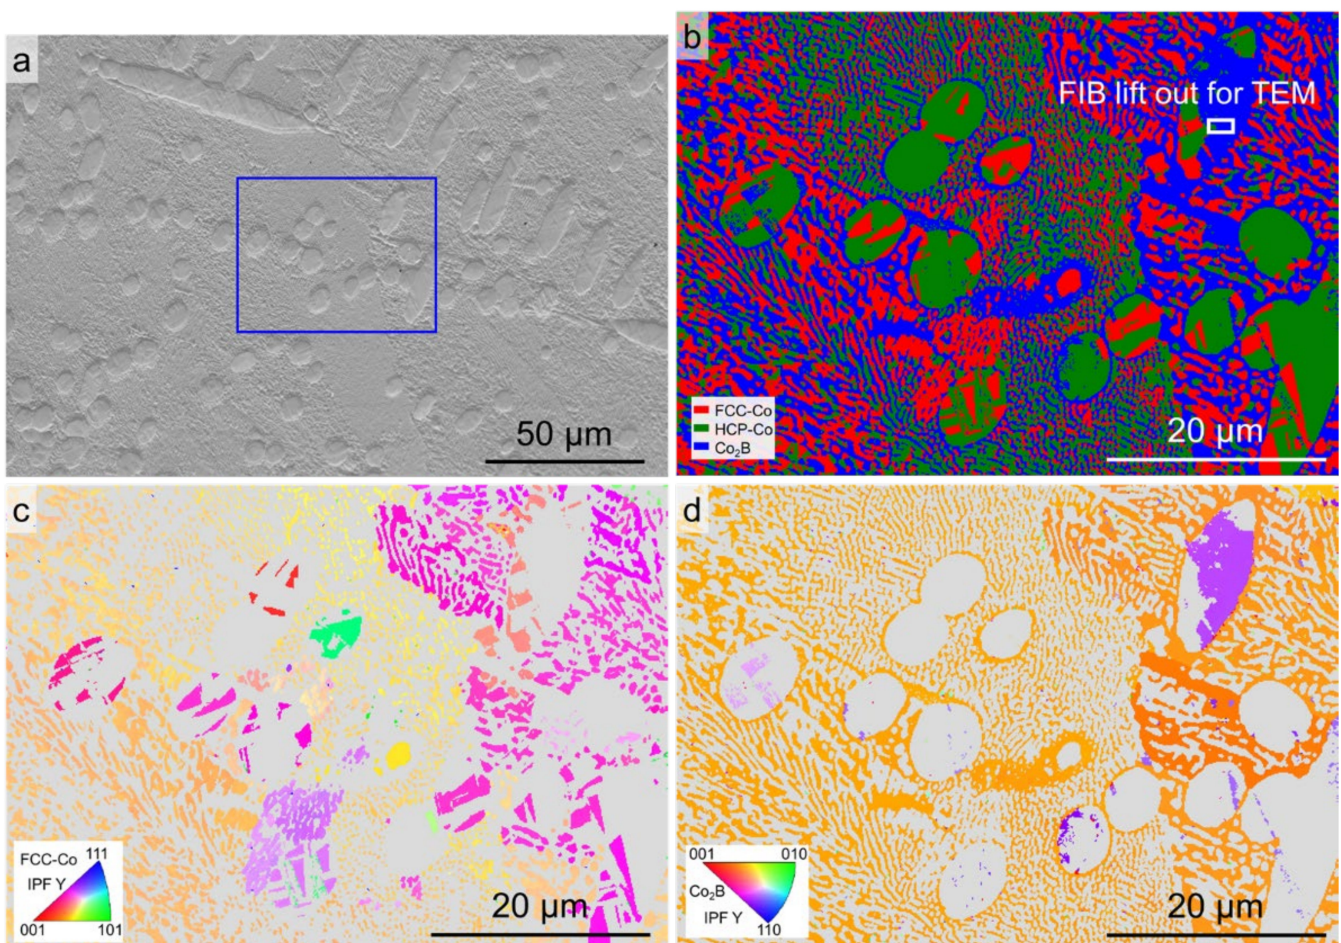 a
50 µm
b
FIB lift out for TEM
FCC-Co
HCP-Co
Co₂B
20 µm
c
FCC-Co
111
IPF Y
001
101
20 µm
d
001
010
Co₂B
IPF Y
110
20 µm